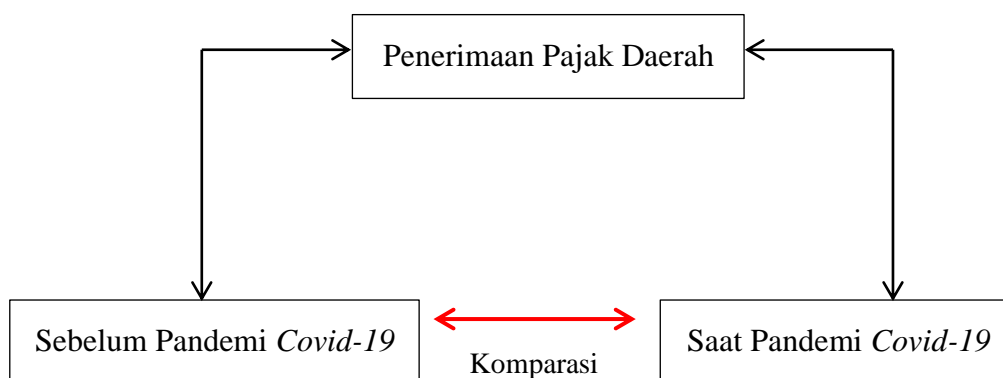 Penerimaan Pajak Daerah
Sebelum Pandemi Covid-19
Komparasi
Saat Pandemi Covid-19